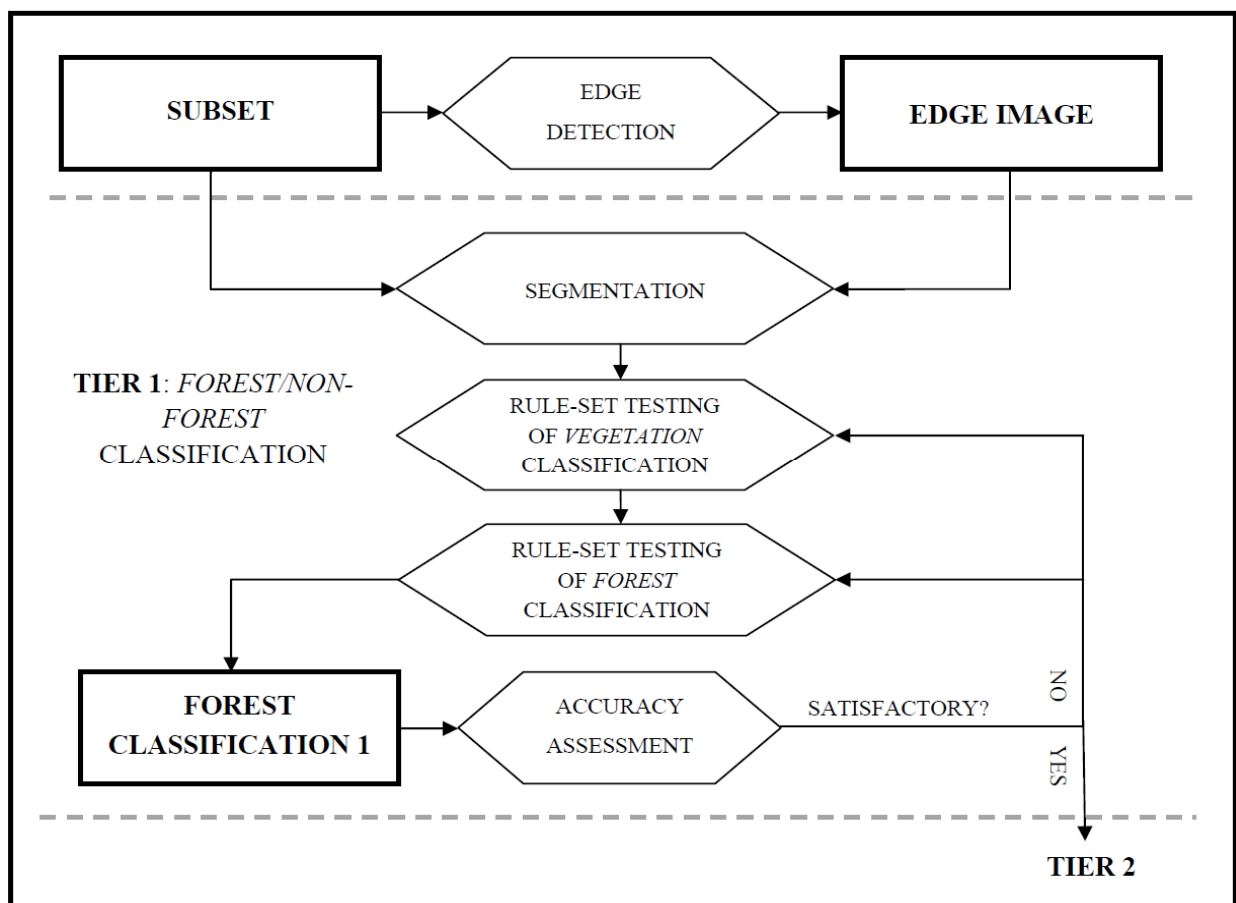 SUBSET
EDGE
DETECTION
EDGE IMAGE
SEGMENTATION
TIER 1: FOREST/NON-
FOREST
CLASSIFICATION
RULE-SET TESTING
OF VEGETATION
CLASSIFICATION
RULE-SET TESTING
OF FOREST
CLASSIFICATION
FOREST
CLASSIFICATION 1
ACCURACY
ASSESSMENT
SATISFACTORY?
NO
YES
TIER 2